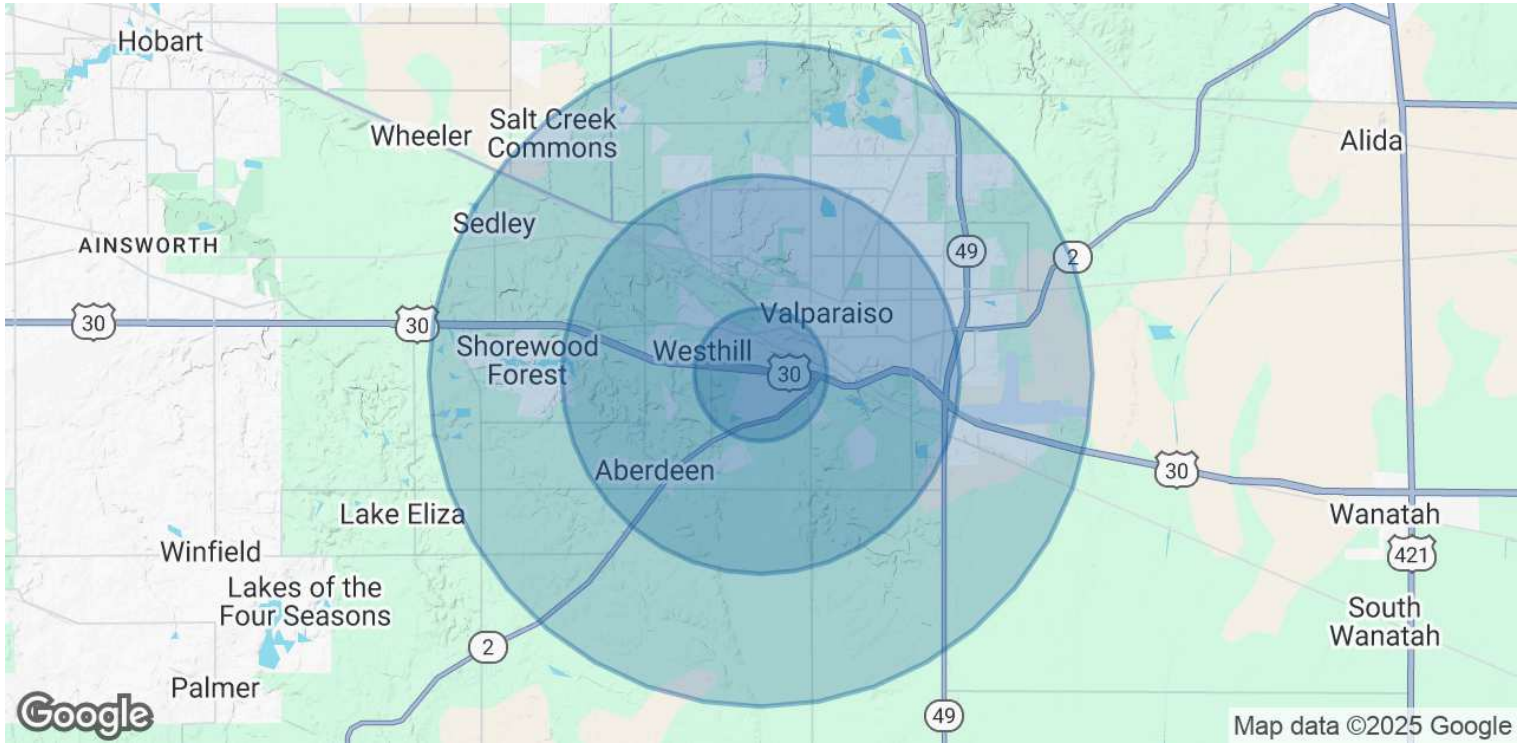 Hobart
Wheeler
Salt Creek
Commons
Alida
Sedley
AINSWORTH
49
2
30
30
Valparaiso
Shorewood
Forest
Westhill
30
Aberdeen
30
Lake Eliza
Wanatah
Winfield
421
Lakes of the
Four Seasons
South
Wanatah
2
Palmer
49
Google
Map data ©2025 Google